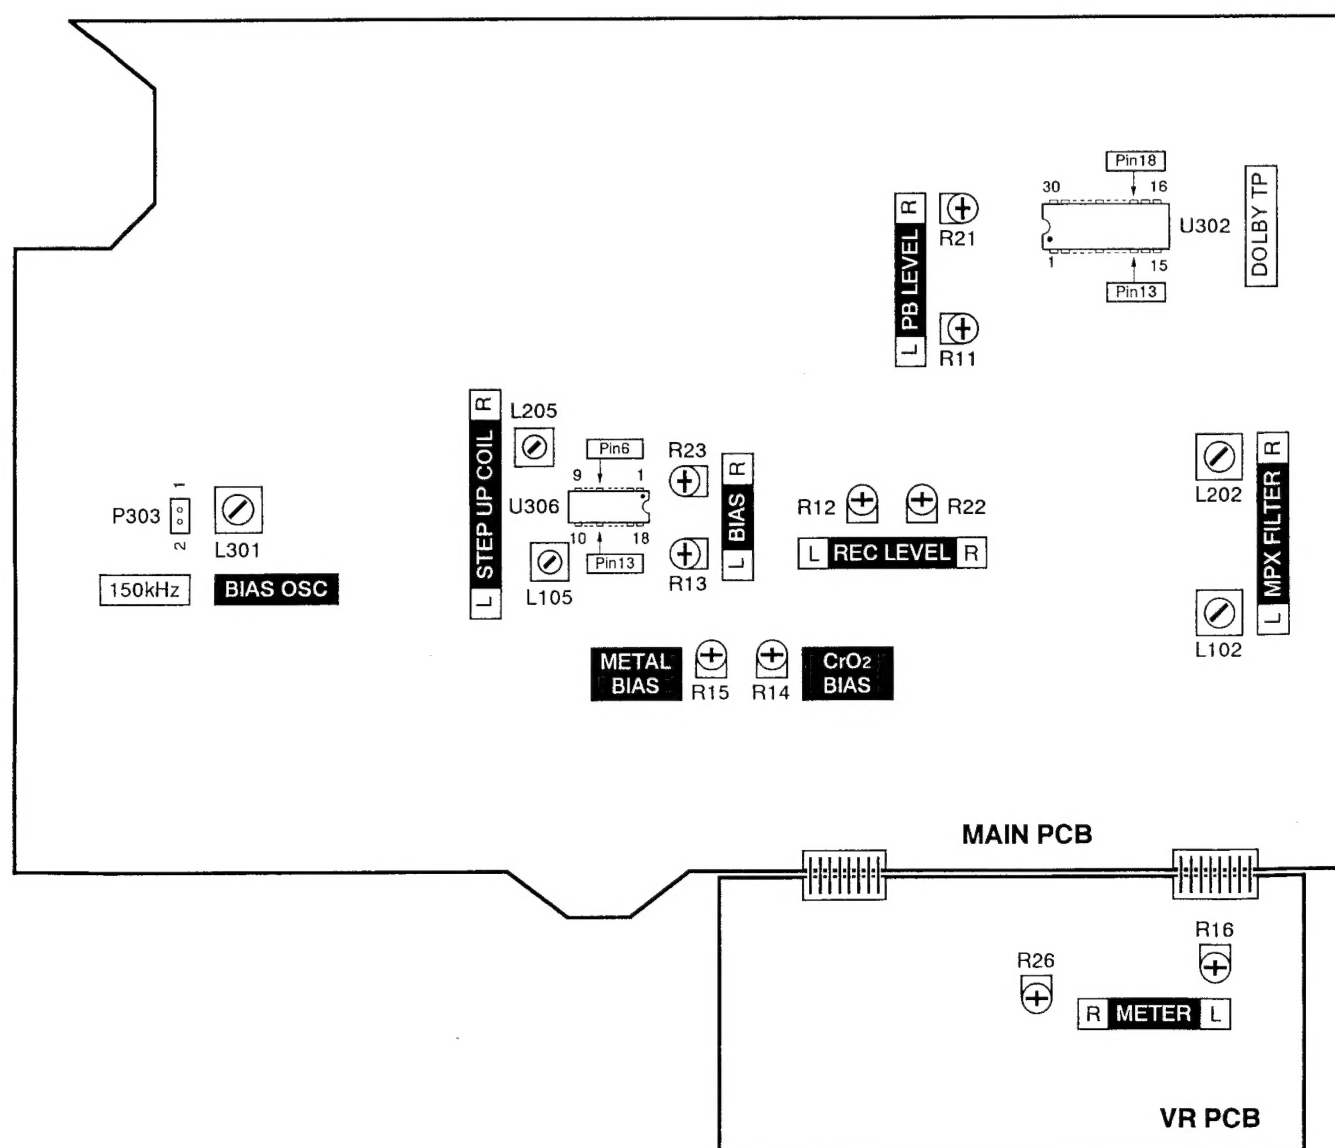 Pin18
30
16
U302
1
15
Pin13
DOLBY TP
R
PB LEVEL
L
R21
R11
R
STEP UP COIL
L
L205
Pin6
9
1
U306
10
18
Pin13
L105
R23
R13
R
BIAS
L
R12
R22
L REC LEVEL R
L202
L102
R
MPX FILTER
L
1
P303
2
L301
150kHz
BIAS OSC
METAL
BIAS
R15
R14
CrO2
BIAS
MAIN PCB
R16
R26
R METER L
VR PCB